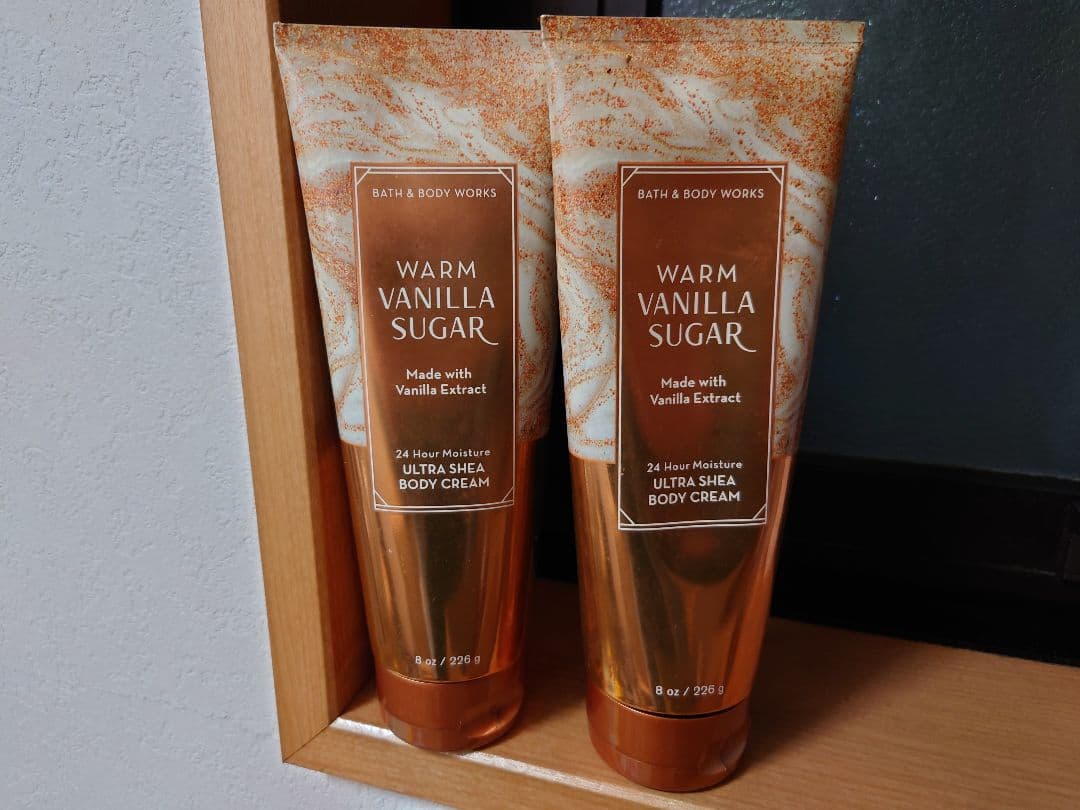 BATH & BODY WORKS
WARM
VANILLA
SUGAR
Made with
Vanilla Extract
24 Hour Moisture
ULTRA SHEA
BODY CREAM
8 oz / 226 g
BATH & BODY WORKS
WARM
VANILLA
SUGAR
Made with
Vanilla Extract
24 Hour Moisture
ULTRA SHEA
BODY CREAM
8 oz / 226 g